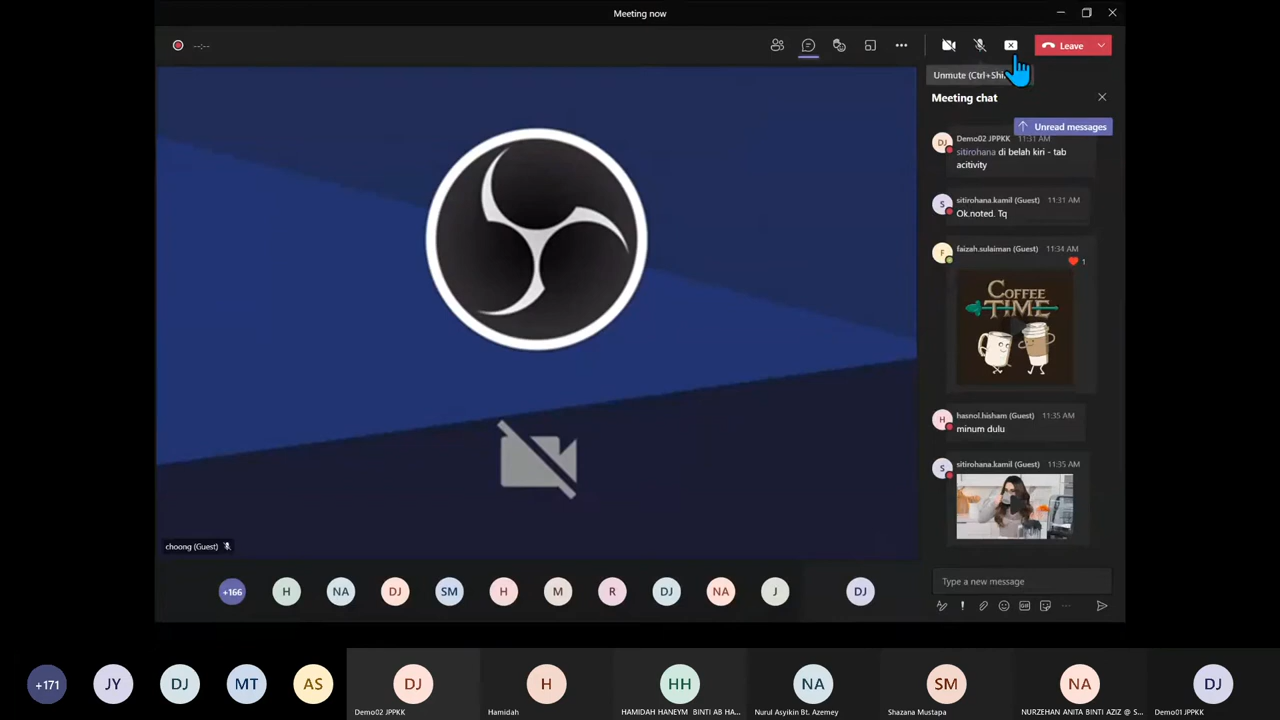 Meeting now
--:--
Leave
Unmute (Ctrl+Shi
Meeting chat
Unread messages
Demo02 JPPKK 11:31 AM
sitirohana di belah kiri - tab
acitivity
S
sitirohana.kamil (Guest) 11:31 AM
Ok.noted. Tq
F
faizah.sulaiman (Guest) 11:34 AM
1
COFFEE
TIME
H
hasnol.hisham (Guest) 11:35 AM
minum dulu
S
sitirohana.kamil (Guest) 11:35 AM
choong (Guest)
+166 H NA DJ SM H M R DJ NA J DJ
Type a new message
GIF
+171 JY DJ MT AS DJ H HH NA SM NA DJ
Demo02 JPPKK
Hamidah
HAMIDAH HANEYM BINTI AB HA...
Nurul Asyikin Bt. Azemey
Shazana Mustapa
NURZEHAN ANITA BINTI AZIZ @ S...
Demo01 JPPKK